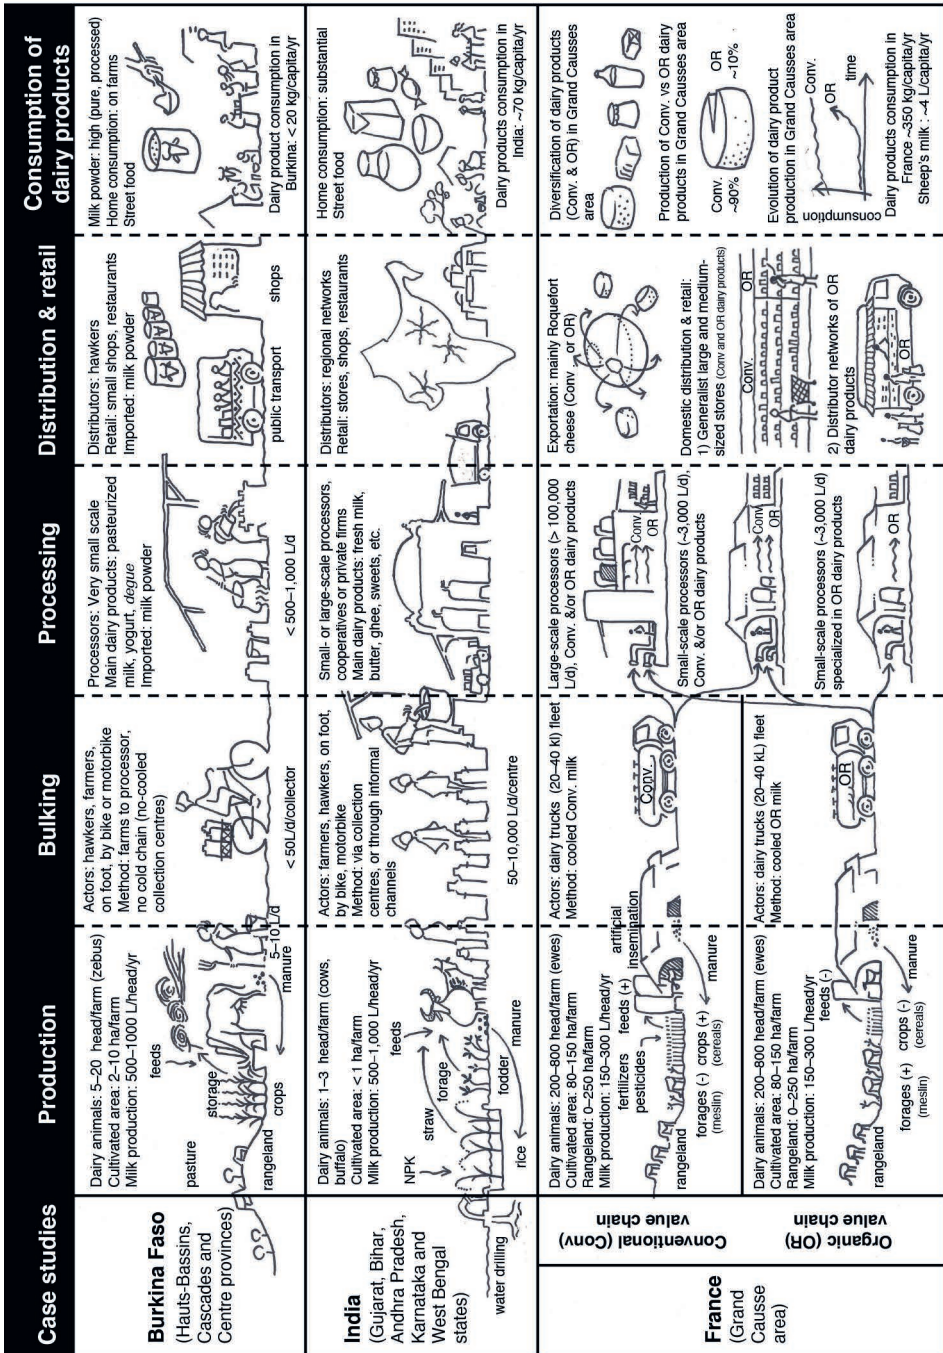 Case studies
Production
Bulking
Processing
Distribution & retail
Consumption of
dairy products
Burkina Faso
(Hauts-Bassins,
Cascades and
Centre provinces)
Dairy animals: 5–20 head/farm (zebus)
Cultivated area: 2–10 ha/farm
Milk production: 500–1000 L/head/yr
feeds
pasture
storage
rangeland
crops
manure
5–10 L/d
Actors: hawkers, farmers,
on foot, by bike or motorbike
Method: farms to processor,
no cold chain (no-cooled
collection centres)
< 50L/d/collector
Processors: Very small scale
Main dairy products: pasteurized
milk, yogurt, degue
Imported: milk powder
< 500–1,000 L/d
Distributors: hawkers
Retail: small shops, restaurants
Imported: milk powder
public transport
shops
Milk powder: high (pure, processed)
Home consumption: on farms
Street food
Dairy product consumption in
Burkina: < 20 kg/capita/yr
India
(Gujarat, Bihar,
Andhra Pradesh,
Karnataka and
West Bengal
states)
Dairy animals: 1–3 head/farm (cows,
buffalo)
Cultivated area: < 1 ha/farm
Milk production: 500–1,000 L/head/yr
NPK
straw
feeds
forage
water drilling
rice
fodder
manure
Actors: farmers, hawkers, on foot,
by bike, motorbike
Method: via collection
centres, or through informal
channels
50–10,000 L/d/centre
Small- or large-scale processors,
cooperatives or private firms
Main dairy products: fresh milk,
butter, ghee, sweets, etc.
Distributors: regional networks
Retail: stores, shops, restaurants
Home consumption: substantial
Street food
Dairy products consumption in
India: ~70 kg/capita/yr
France
(Grand
Causse
area)
Conventional (Conv)
value chain
Dairy animals: 200–800 head/farm (ewes)
Cultivated area: 80–150 ha/farm
Rangeland: 0–250 ha/farm
Milk production: 150–300 L/head/yr
fertilizers
pesticides
feeds (+)
artificial
insemination
rangeland
forages (-)
(meslin)
crops (+)
(cereals)
manure
Actors: dairy trucks (20–40 kl) fleet
Method: cooled Conv. milk
Conv.
Organic (OR)
value chain
Dairy animals: 200–800 head/farm (ewes)
Cultivated area: 80–150 ha/farm
Rangeland: 0–250 ha/farm
Milk production: 150–300 L/head/yr
feeds (-)
rangeland
forages (+)
(meslin)
crops (-)
(cereals)
manure
Actors: dairy trucks (20–40 kL) fleet
Method: cooled OR milk
OR
Large-scale processors (> 100,000
L/d), Conv. &/or OR dairy products
Conv.
OR
Small-scale processors (~3,000 L/d),
Conv. &/or OR dairy products
Conv.
OR
Small-scale processors (~3,000 L/d)
specialized in OR dairy products
OR
Exportation: mainly Roquefort
cheese (Conv. or OR)
Domestic distribution & retail:
1) Generalist large and medium-
sized stores (Conv and OR dairy products)
Conv.
OR
2) Distributor networks of OR
dairy products
OR
Diversification of dairy products
(Conv. & OR) in Grand Causses
area
Production of Conv. vs OR dairy
products in Grand Causses area
Conv.
~90%
OR
~10%
Evolution of dairy product
production in Grand Causses area
consumption
Conv.
OR
time
Dairy products consumption in
France ~350 kg/capita/yr
Sheep's milk : ~4 L/capita/yr